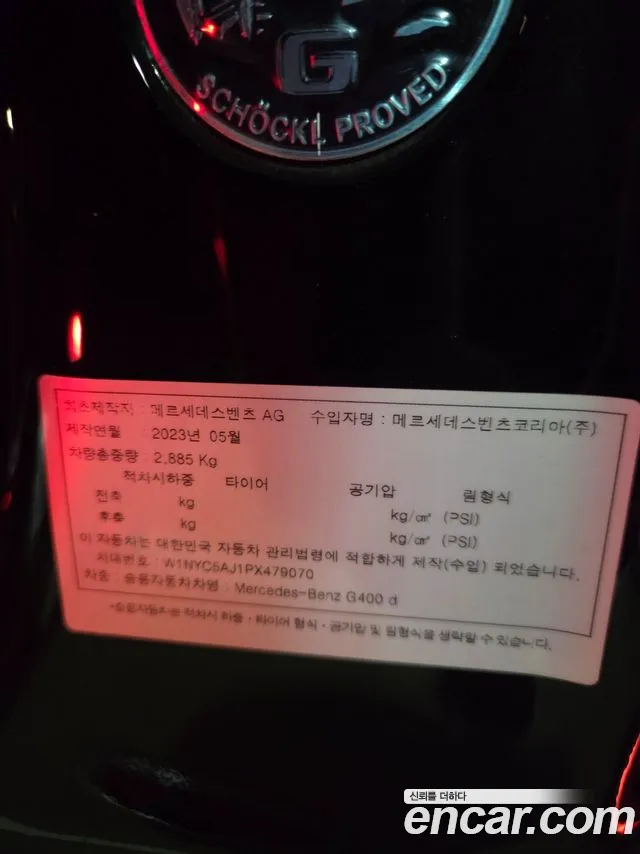 G
SCHÖCKL PROVED
최초제작자 : 메르세데스벤츠 AG 수입자명 : 메르세데스벤츠코리아(주)
제작연월 : 2023년 05월
차량총중량 : 2,885 Kg
적차시하중 타이어 공기압 림형식
전축 kg kg/㎠ (PSI)
후축 kg kg/㎠ (PSI)
이 자동차는 대한민국 자동차 관리법령에 적합하게 제작(수입) 되었습니다.
차대번호 : W1NYC6AJ1PX479070
차종 : 승용자동차차명 : Mercedes-Benz G400 d
*승용자동차는 적차시 하중・타이어 형식・공기압 및 림형식을 생략할 수 있습니다.
신뢰를 더하다
encar.com